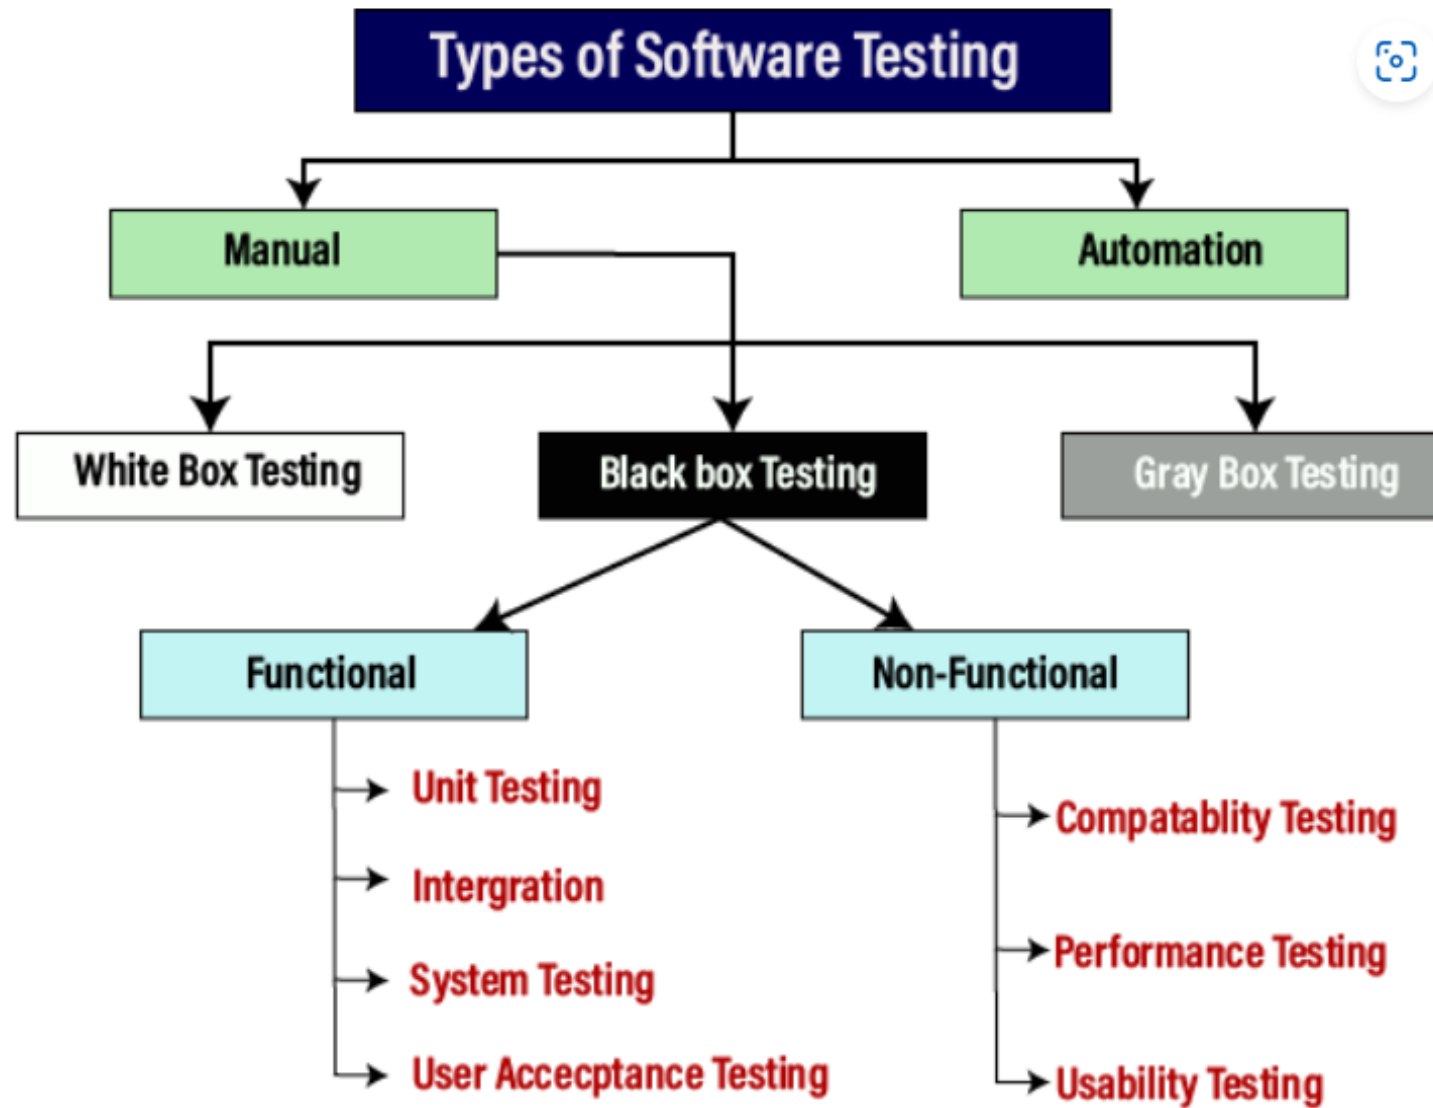 Types of Software Testing
Manual
Automation
White Box Testing
Black box Testing
Gray Box Testing
Functional
Non-Functional
Unit Testing
Intergration
System Testing
User Accecptance Testing
Compatablity Testing
Performance Testing
Usability Testing